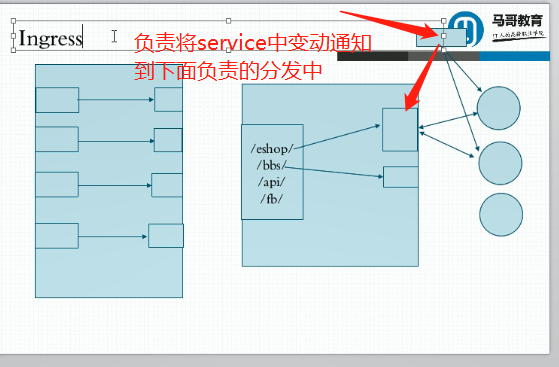 Ingress
负责将service中变动通知
到下面负责的分发中
马哥教育
IT人的高薪职业学院
/eshop/
/bbs/
/api/
/fb/